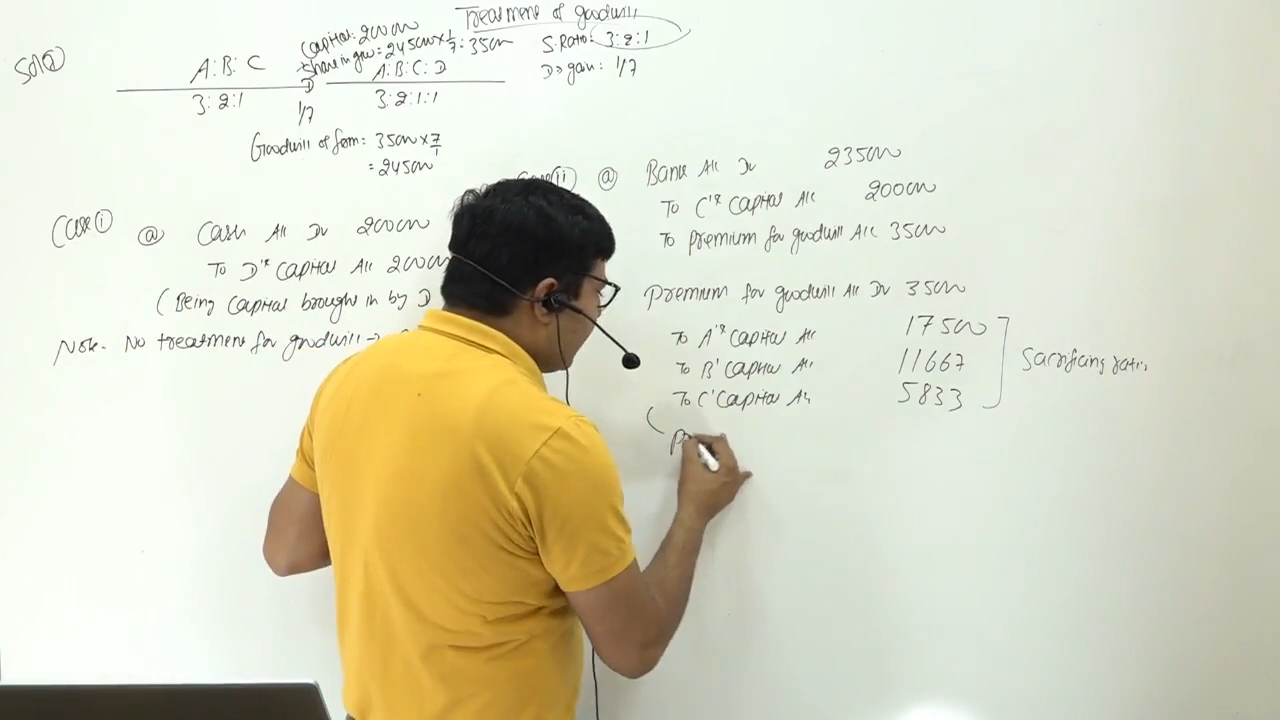 Treatment of goodwill
Sol②
Capital: 200000
Share in g/w = 245000 x 1/7 = 35000
S. Ratio: 3:2:1
D → gain: 1/7
A : B : C
D
A : B : C : D
3 : 2 : 1
1/7
3 : 2 : 1 : 1
Goodwill of firm: 35000 x 7/1
= 245000
Case ①
@ Cash A/c Dr 200000
To D's Capital A/c 200000
(Being Capital brought in by D
Note - No treatment for goodwill →
Case ⅱ @ Bank A/c Dr 235000
To C's Capital A/c 200000
To premium for goodwill A/c 35000
premium for goodwill A/c Dr 35000
To A's Capital A/c 17500
To B' Capital A/c 11667
To C' Capital A/c 5833
Sacrificing ratio
(